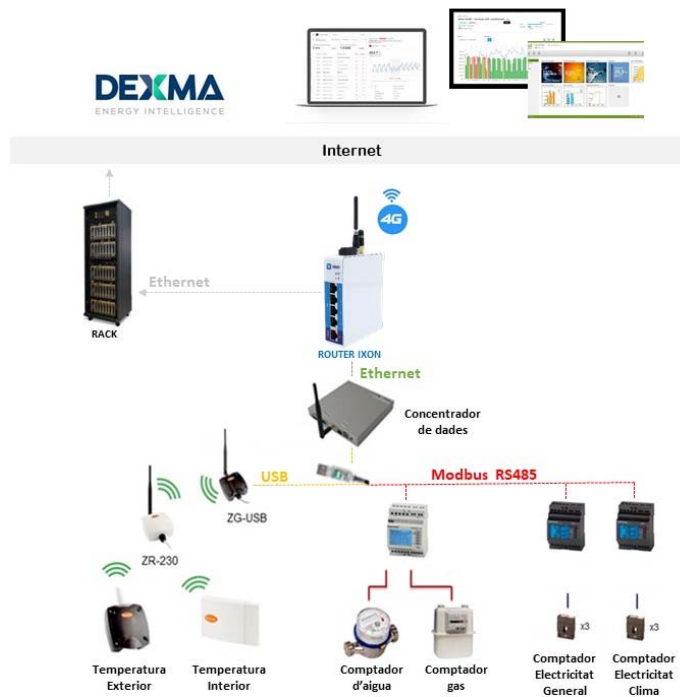 DEXMA
ENERGY INTELLIGENCE
Internet
4G
Ethernet
RACK
ROUTER IXON
Ethernet
Concentrador
de dades
USB
Modbus RS485
ZG-USB
ZR-230
x3
x3
Temperatura
Exterior
Temperatura
Interior
Comptador
d'aigua
Comptador
gas
Comptador
Electricitat
General
Comptador
Electricitat
Clima